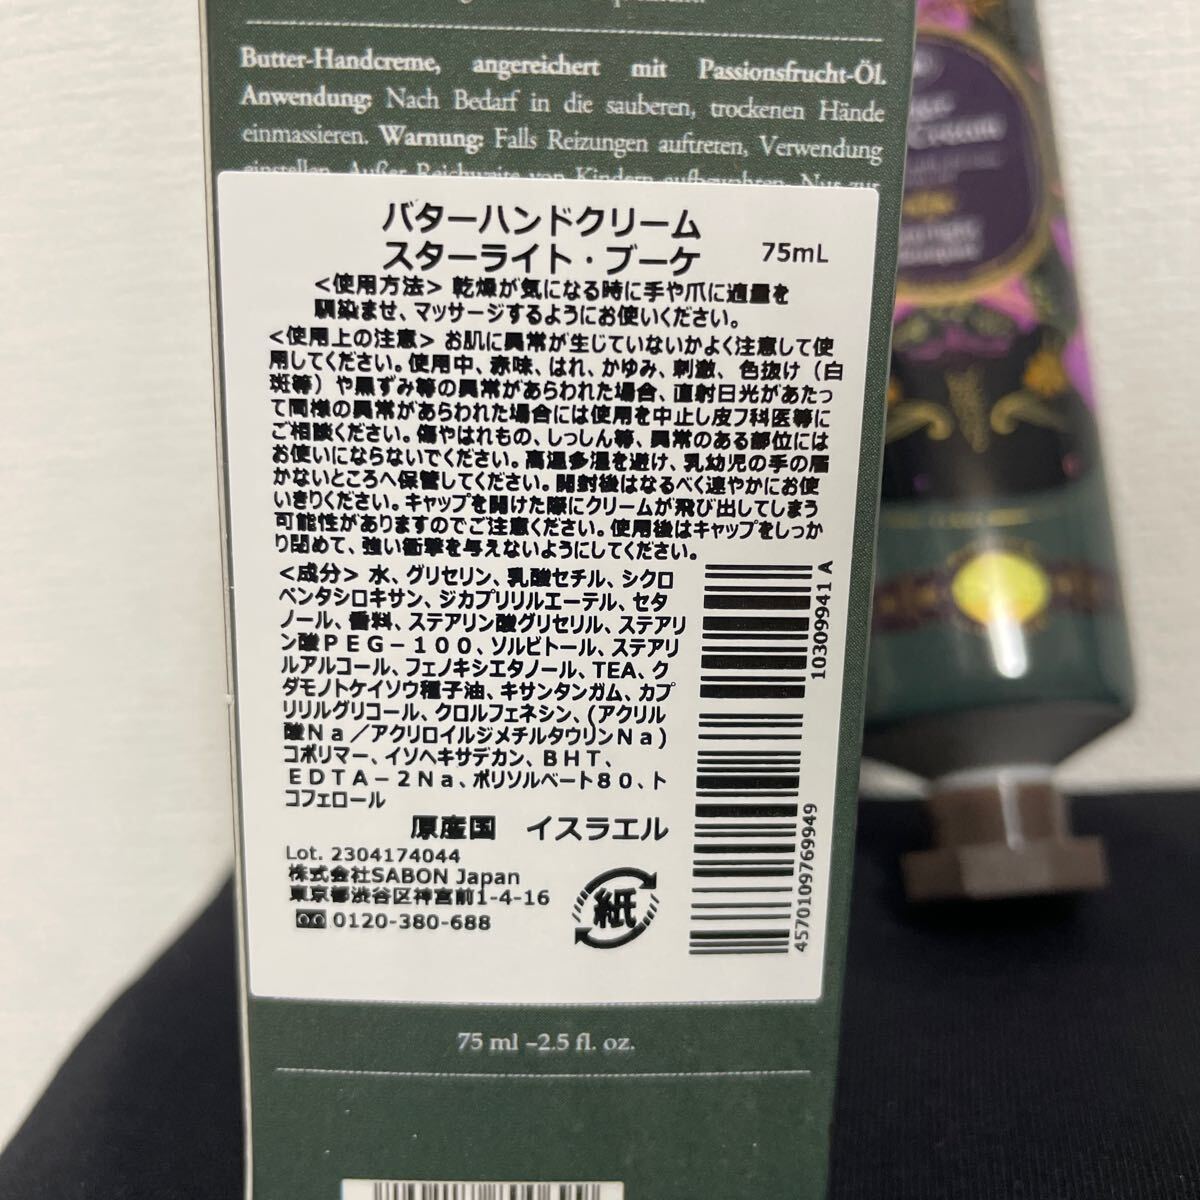 Butter-Handcreme, angereichert mit Passionsfrucht-Öl.
Anwendung: Nach Bedarf in die sauberen, trockenen Hände
einmassieren. Warnung: Falls Reizungen auftreten, Verwendung
einstellen. Außer Reichweite von Kindern aufbewahren. Nur zur
バターハンドクリーム
スターライト・ブーケ 75mL
＜使用方法＞ 乾燥が気になる時に手や爪に適量を
馴染ませ、マッサージするようにお使いください。
＜使用上の注意＞ お肌に異常が生じていないかよく注意して使
用してください。使用中、赤味、はれ、かゆみ、刺激、色抜け（白
斑等）や黒ずみ等の異常があらわれた場合、直射日光があたっ
て同様の異常があらわれた場合には使用を中止し皮フ科医等に
ご相談ください。傷やはれもの、しっしん等、異常のある部位には
お使いにならないでください。高温多湿を避け、乳幼児の手の届
かないところへ保管してください。開封後はなるべく速やかにお使
いきりください。キャップを開けた際にクリームが飛び出してしまう
可能性がありますのでご注意ください。使用後はキャップをしっか
り閉めて、強い衝撃を与えないようにしてください。
＜成分＞ 水、グリセリン、乳酸セチル、シクロ
ペンタシロキサン、ジカプリリルエーテル、セタ
ノール、香料、ステアリン酸グリセリル、ステアリ
ン酸ＰＥＧ－１００、ソルビトール、ステアリ
ルアルコール、フェノキシエタノール、TEA、ク
ダモノトケイソウ種子油、キサンタンガム、カプ
リリルグリコール、クロルフェネシン、（アクリル
酸Ｎａ／アクリロイルジメチルタウリンＮａ）
コポリマー、イソヘキサデカン、ＢＨＴ、
ＥＤＴＡ－２Ｎａ、ポリソルベート８０、ト
コフェロール
原産国 イスラエル
Lot. 2304174044
株式会社SABON Japan
東京都渋谷区神宮前1-4-16
0120-380-688
紙
10309941 A
4570109769949
75 ml –2.5 fl. oz.